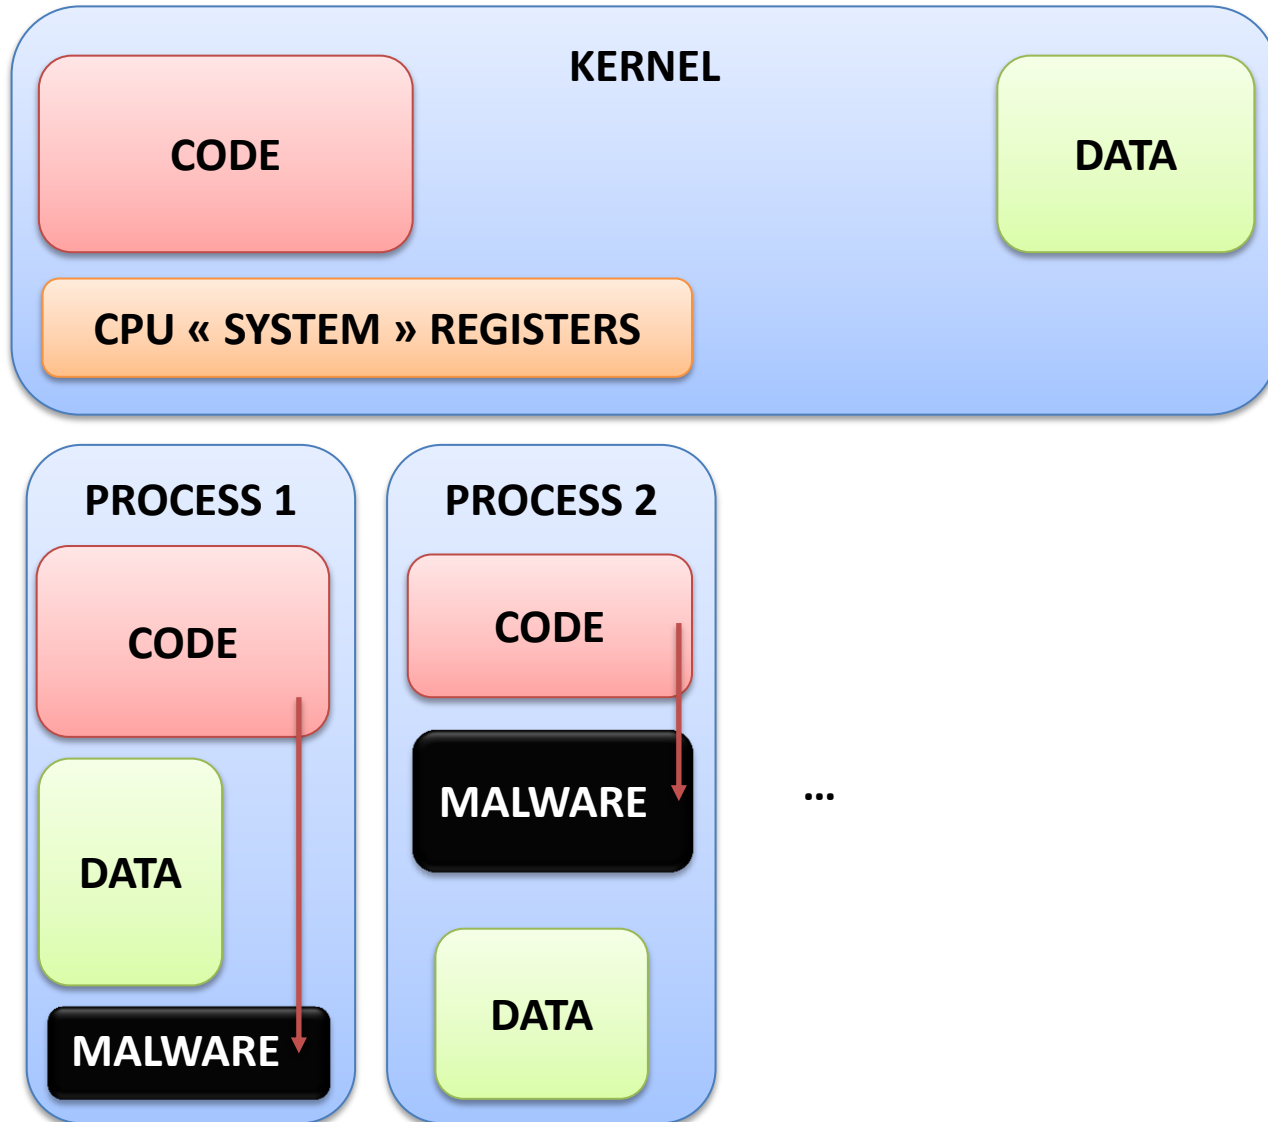 KERNEL
CODE
DATA
CPU « SYSTEM » REGISTERS
PROCESS 1
CODE
DATA
MALWARE
PROCESS 2
CODE
MALWARE
DATA
...